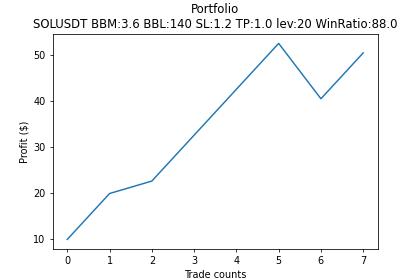 Portfolio
SOLUSDT BBM:3.6 BBL:140 SL:1.2 TP:1.0 lev:20 WinRatio:88.0
50
40
30
20
10
Profit ($)
0 1 2 3 4 5 6 7
Trade counts